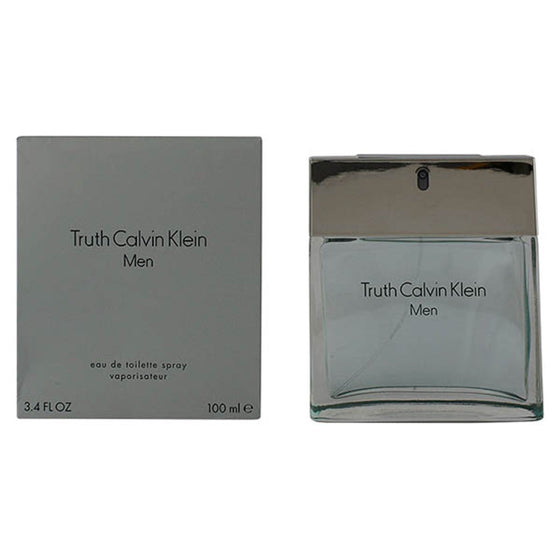 Truth Calvin Klein
Men
eau de toilette spray
vaporisateur
3.4 FL OZ 100 ml ℮
Truth Calvin Klein
Men